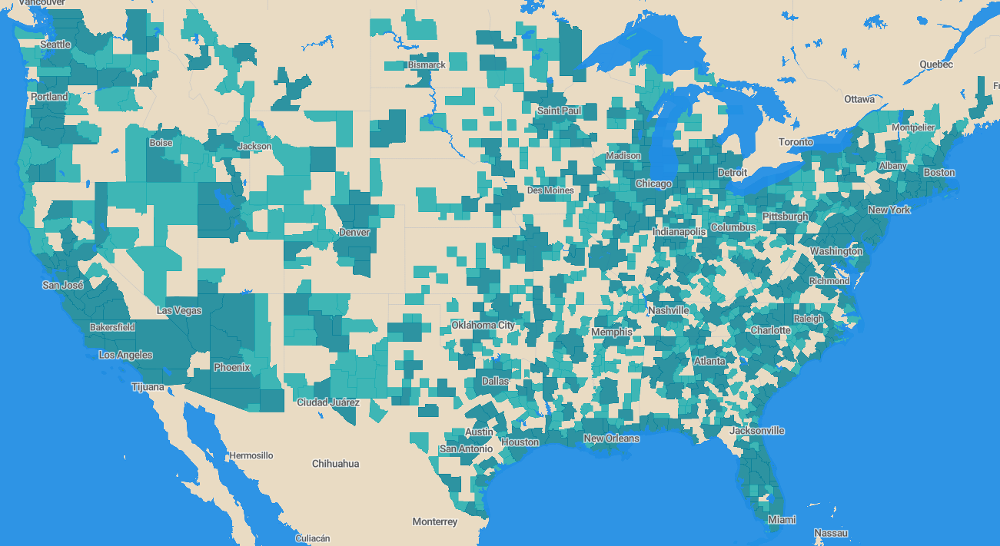 Vancouver
Seattle
Portland
Bismarck
Saint Paul
Quebec
Ottawa
Montpelier
Toronto
Boise
Jackson
Madison
Detroit
Albany
Boston
Chicago
Des Moines
New York
Pittsburgh
Denver
Indianapolis
Columbus
Washington
San José
Richmond
Las Vegas
Nashville
Raleigh
Bakersfield
Oklahoma City
Memphis
Charlotte
Los Angeles
Phoenix
Atlanta
Tijuana
Dallas
Ciudad Juárez
Austin
Houston
New Orleans
Jacksonville
San Antonio
Hermosillo
Chihuahua
Monterrey
Miami
Culiacán
Nassau